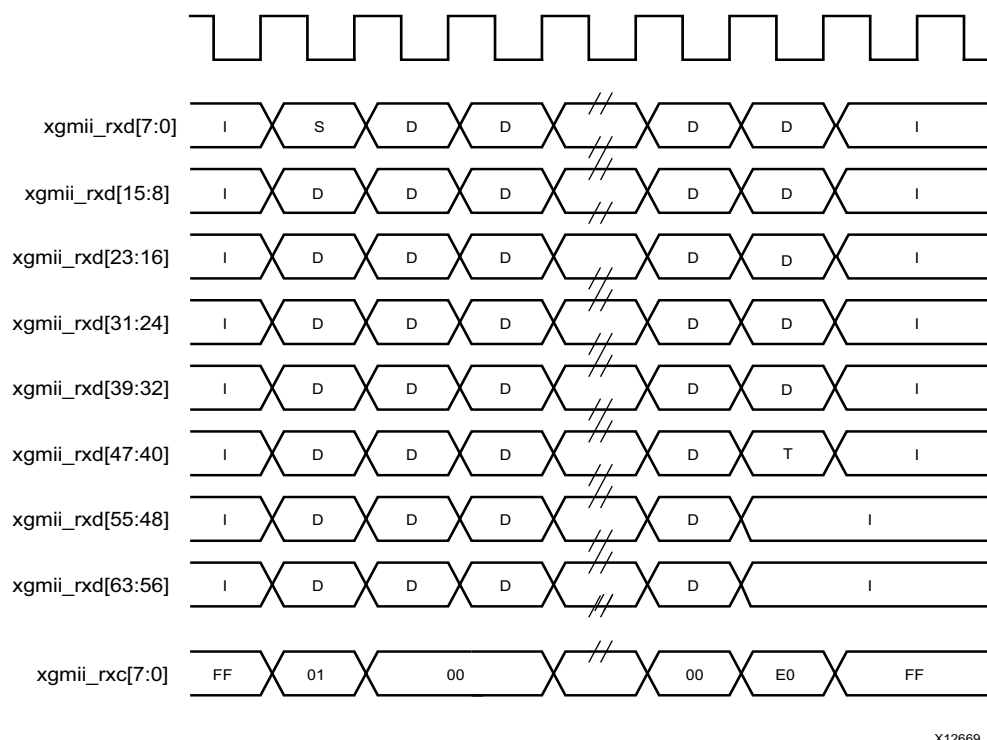 xgmii_rxd[7:0] I S D D D D I
xgmii_rxd[15:8] I D D D D D I
xgmii_rxd[23:16] I D D D D D I
xgmii_rxd[31:24] I D D D D D I
xgmii_rxd[39:32] I D D D D D I
xgmii_rxd[47:40] I D D D D T I
xgmii_rxd[55:48] I D D D D I
xgmii_rxd[63:56] I D D D D I
xgmii_rxc[7:0] FF 01 00 00 E0 FF
X12669